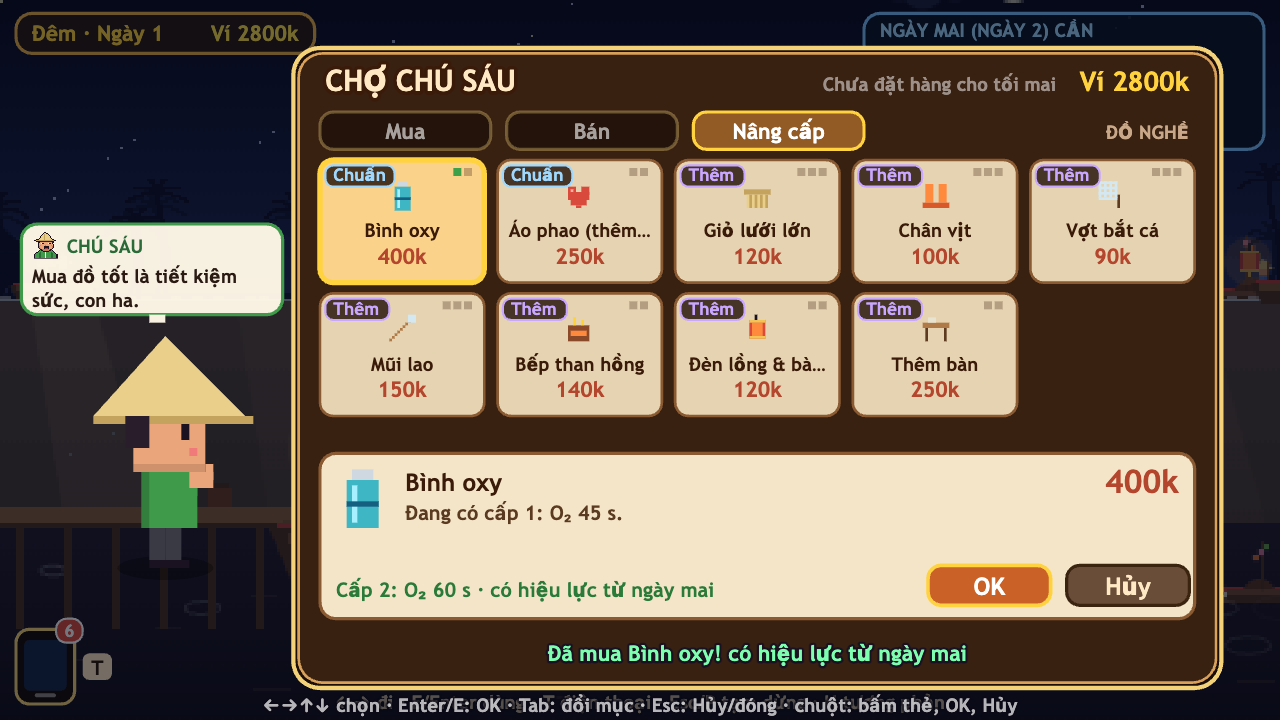 Đêm · Ngày 1
Ví 2800k
NGÀY MAI (NGÀY 2) CẦN
CHỢ CHÚ SÁU
Chưa đặt hàng cho tối mai
Ví 2800k
Mua
Bán
Nâng cấp
ĐỒ NGHỀ
Chuẩn
Bình oxy
400k
Chuẩn
Áo phao (thêm...
250k
Thêm
Giỏ lưới lớn
120k
Thêm
Chân vịt
100k
Thêm
Vợt bắt cá
90k
Thêm
Mũi lao
150k
Thêm
Bếp than hồng
140k
Thêm
Đèn lồng & bà...
120k
Thêm
Thêm bàn
250k
CHÚ SÁU
Mua đồ tốt là tiết kiệm
sức, con ha.
Bình oxy
400k
Đang có cấp 1: O₂ 45 s.
Cấp 2: O₂ 60 s · có hiệu lực từ ngày mai
OK
Hủy
Đã mua Bình oxy! có hiệu lực từ ngày mai
6
T
←→↑↓ chọn · Enter/E: OK · Tab: đổi mục · Esc: Hủy/đóng · chuột: bấm thẻ, OK, Hủy